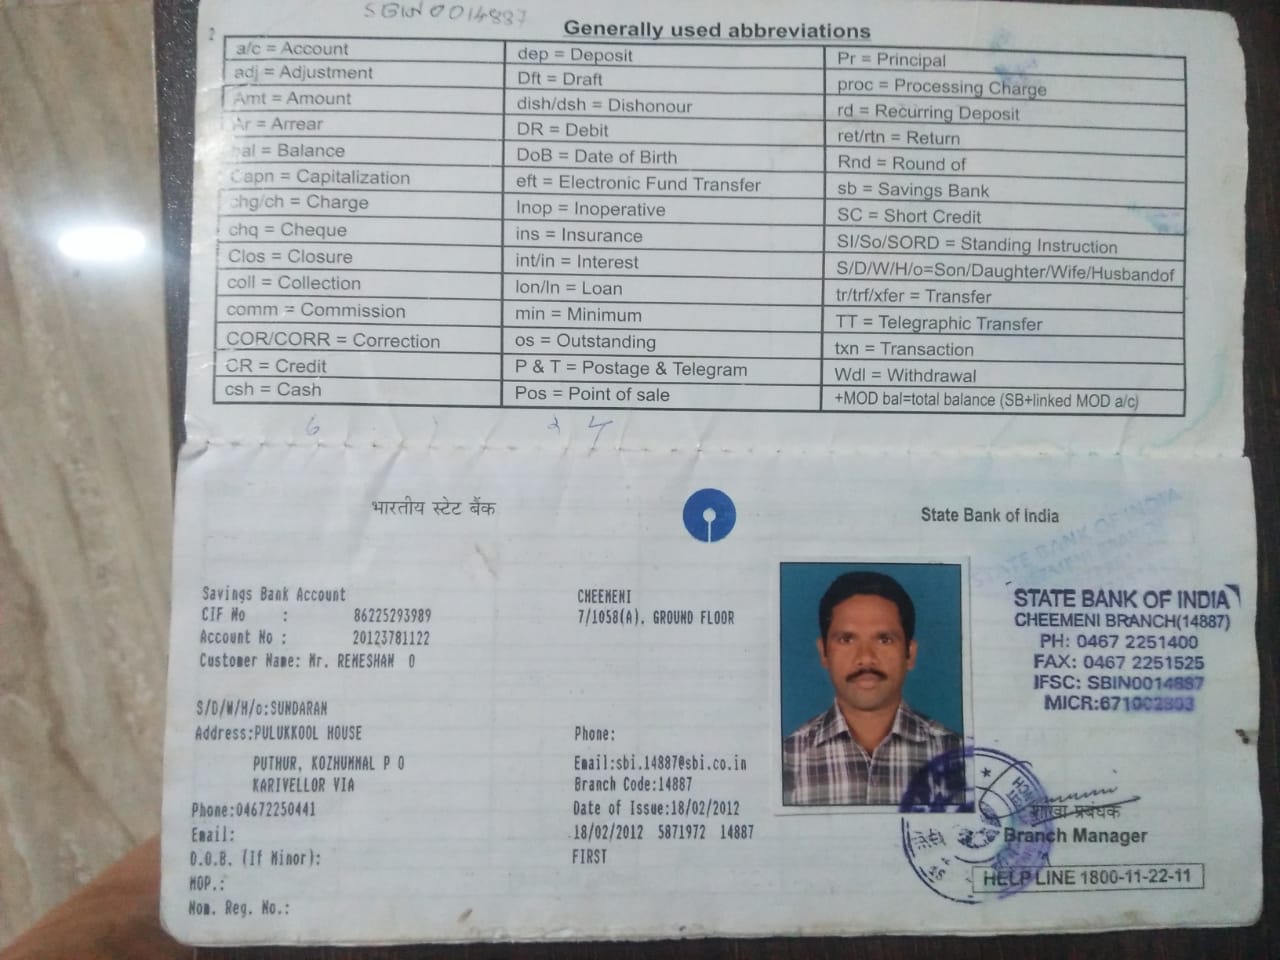 SBIN0014887
2
Generally used abbreviations
a/c = Account
adj = Adjustment
Amt = Amount
Ar = Arrear
bal = Balance
Capn = Capitalization
chg/ch = Charge
chq = Cheque
Clos = Closure
coll = Collection
comm = Commission
COR/CORR = Correction
CR = Credit
csh = Cash
dep = Deposit
Dft = Draft
dish/dsh = Dishonour
DR = Debit
DoB = Date of Birth
eft = Electronic Fund Transfer
Inop = Inoperative
ins = Insurance
int/in = Interest
lon/ln = Loan
min = Minimum
os = Outstanding
P & T = Postage & Telegram
Pos = Point of sale
Pr = Principal
proc = Processing Charge
rd = Recurring Deposit
ret/rtn = Return
Rnd = Round of
sb = Savings Bank
SC = Short Credit
SI/So/SORD = Standing Instruction
S/D/W/H/o=Son/Daughter/Wife/Husbandof
tr/trf/xfer = Transfer
TT = Telegraphic Transfer
txn = Transaction
Wdl = Withdrawal
+MOD bal=total balance (SB+linked MOD a/c)
6 24
भारतीय स्टेट बैंक
State Bank of India
Savings Bank Account
CIF No : 86225293989
Account No : 20123781122
Customer Name: Mr. REMESHAN O
S/D/W/H/o:SUNDARAN
Address:PULUKKOOL HOUSE
PUTHUR, KOZHUMMAL P O
KARIVELLOR VIA
Phone:04672250441
Email:
D.O.B. (If Minor):
MOP.:
Nom. Reg. No.:
CHEEMENI
7/1058(A), GROUND FLOOR
Phone:
Email:sbi.14887@sbi.co.in
Branch Code:14887
Date of Issue:18/02/2012
18/02/2012 5871972 14887
FIRST
STATE BANK OF INDIA
STATE BANK OF INDIA
CHEEMENI BRANCH(14887)
PH: 0467 2251400
FAX: 0467 2251525
IFSC: SBIN0014887
शाखा प्रबंधक
Branch Manager
HELP LINE 1800-11-22-11